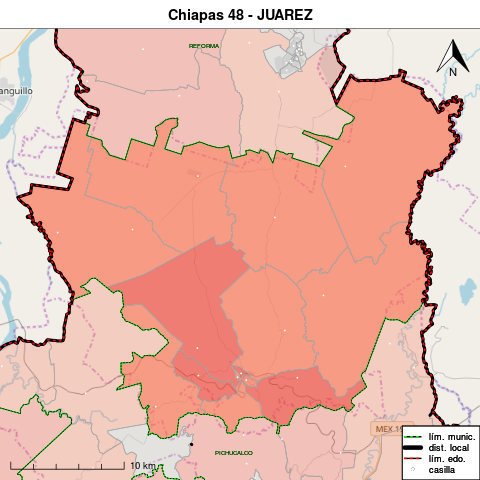 Chiapas 48 - JUAREZ
REFORMA
N
anguillo
MEX 1
lím. munic.
dist. local
lím. edo.
casilla
10 km
PICHUCALCO